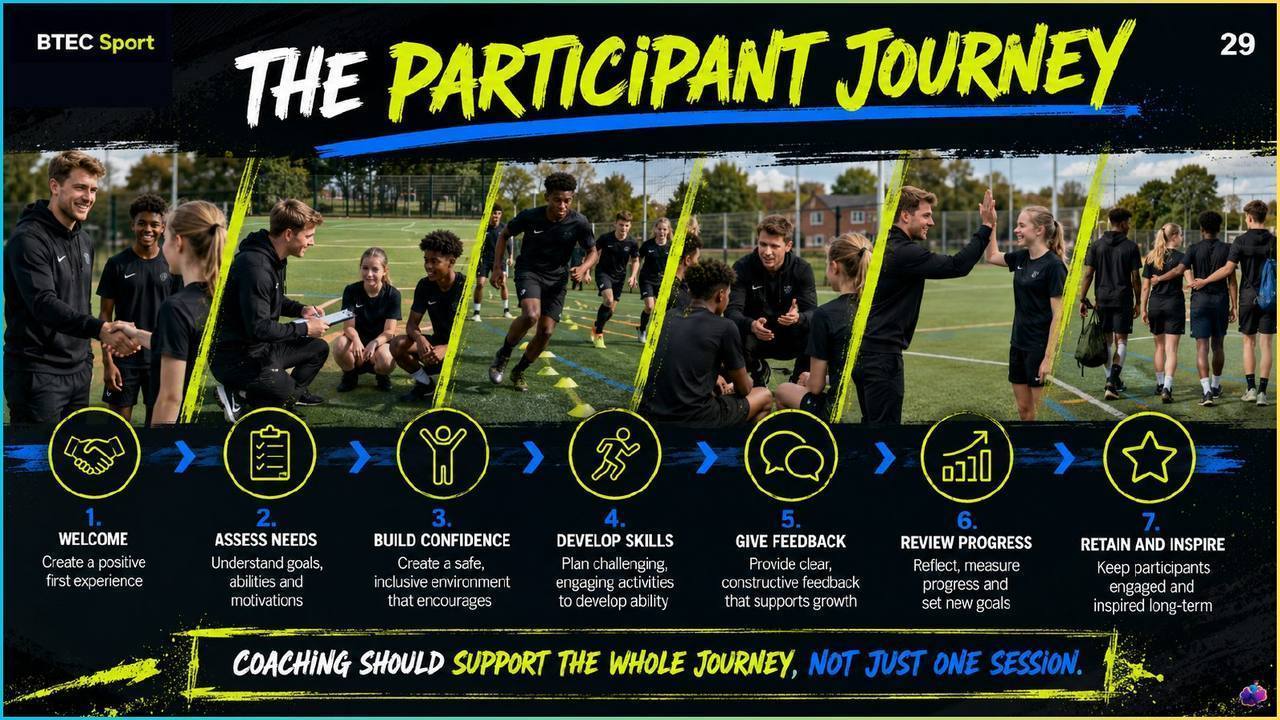 BTEC Sport
THE PARTICIPANT JOURNEY
29
1.
WELCOME
Create a positive
first experience
2.
ASSESS NEEDS
Understand goals,
abilities and
motivations
3.
BUILD CONFIDENCE
Create a safe,
inclusive environment
that encourages
4.
DEVELOP SKILLS
Plan challenging,
engaging activities
to develop ability
5.
GIVE FEEDBACK
Provide clear,
constructive feedback
that supports growth
6.
REVIEW PROGRESS
Reflect, measure
progress and
set new goals
7.
RETAIN AND INSPIRE
Keep participants
engaged and
inspired long-term
COACHING SHOULD SUPPORT THE WHOLE JOURNEY, NOT JUST ONE SESSION.